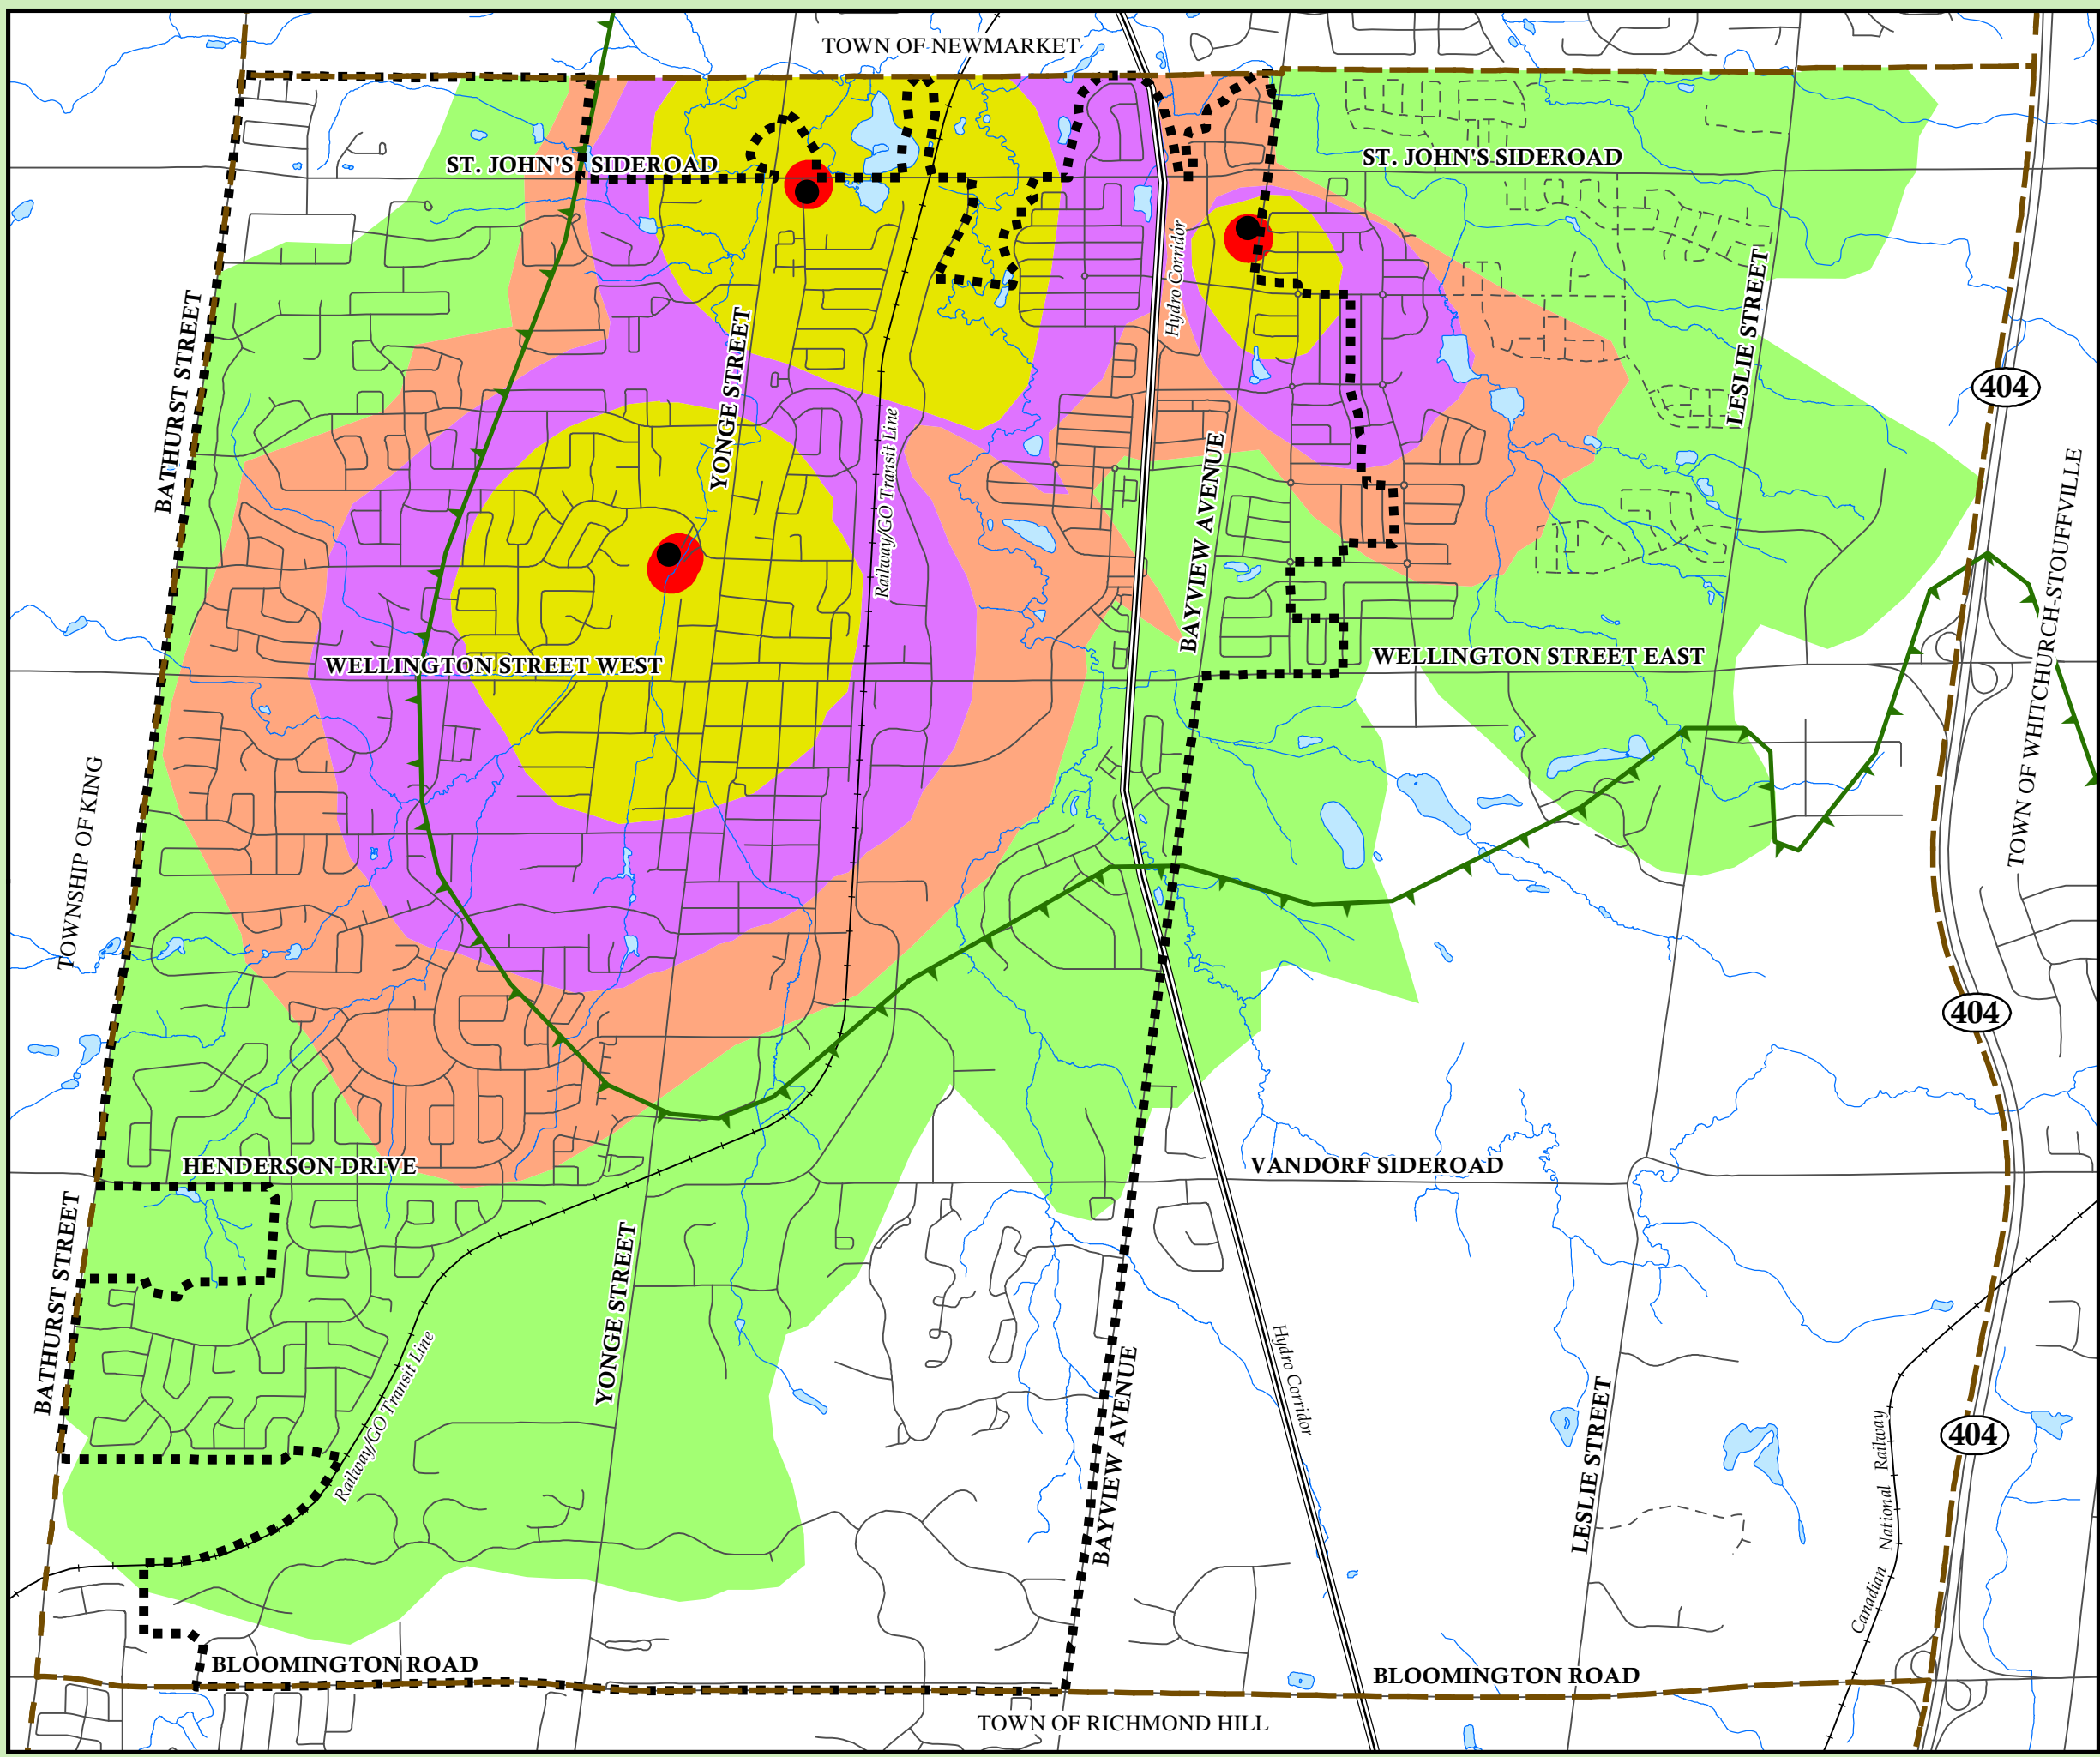 TOWN OF NEWMARKET
ST. JOHN'S SIDEROAD
ST. JOHN'S SIDEROAD
Hydro Corridor
BATHURST STREET
YONGE STREET
LESLIE STREET
404
Railway/GO Transit Line
BAYVIEW AVENUE
TOWN OF WHITCHURCH-STOUFFVILLE
WELLINGTON STREET WEST
WELLINGTON STREET EAST
TOWNSHIP OF KING
404
HENDERSON DRIVE
VANDORF SIDEROAD
BATHURST STREET
YONGE STREET
Railway/GO Transit Line
BAYVIEW AVENUE
Hydro Corridor
LESLIE STREET
404
Canadian National Railway
BLOOMINGTON ROAD
BLOOMINGTON ROAD
TOWN OF RICHMOND HILL